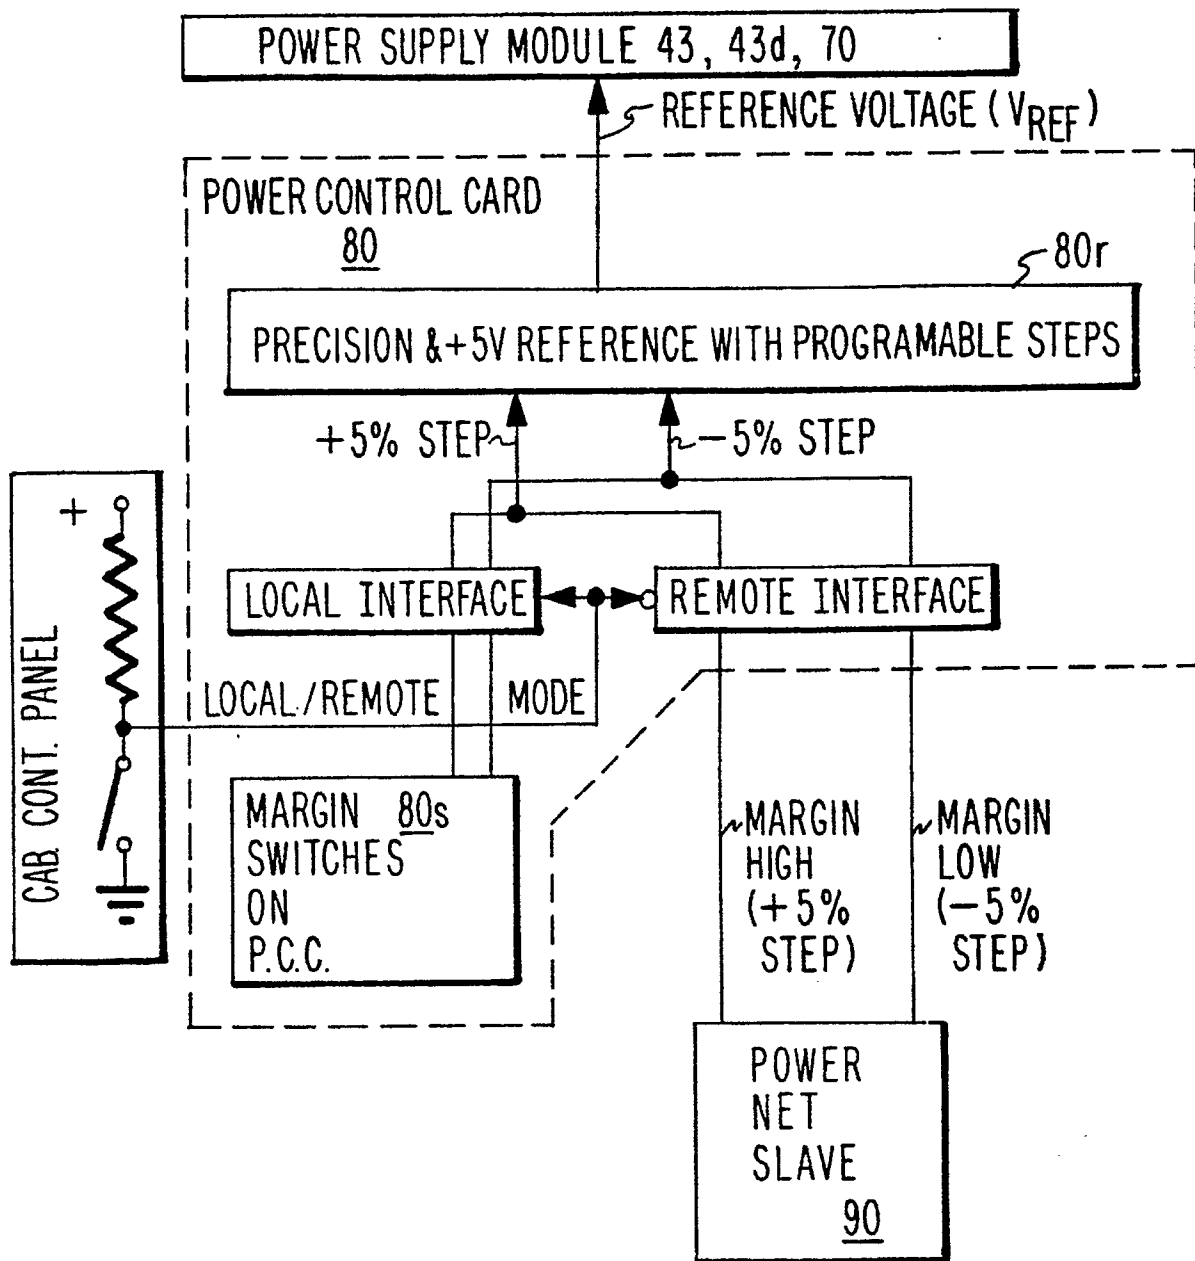 POWER SUPPLY MODULE 43, 43d, 70
REFERENCE VOLTAGE (VREF)
POWER CONTROL CARD
80
80r
PRECISION &+5V REFERENCE WITH PROGRAMABLE STEPS
+5% STEP
-5% STEP
+
CAB. CONT. PANEL
LOCAL INTERFACE
REMOTE INTERFACE
LOCAL/REMOTE MODE
MARGIN 80s
SWITCHES
ON
P.C.C.
MARGIN
HIGH
(+5%
STEP)
MARGIN
LOW
(-5%
STEP)
POWER
NET
SLAVE
90